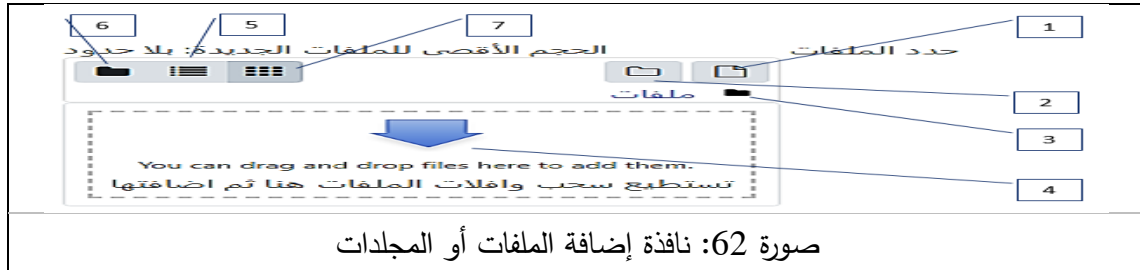 6 5 7 1
حدد الملفات الحجم الأقصى للملفات الجديدة: بلا حدود
2
ملفات
3
You can drag and drop files here to add them.
تستطيع سحب وافلات الملفات هنا ثم اضافتها
4
صورة 62: نافذة إضافة الملفات أو المجلدات